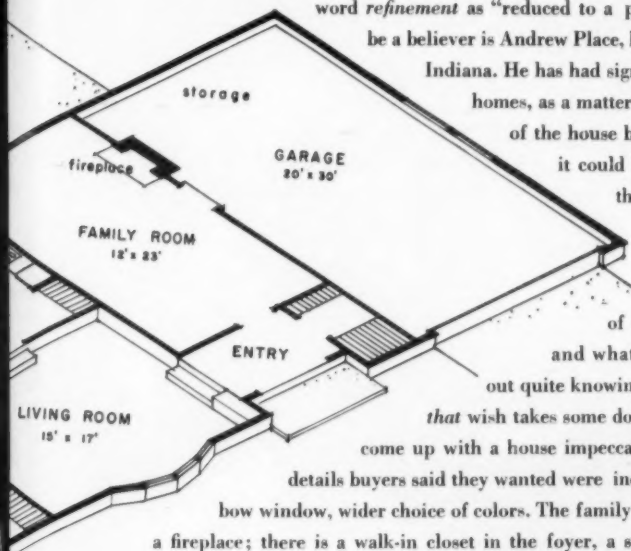 word refinement as “reduced to a p
be a believer is Andrew Place,
Indiana. He has had sig
homes, as a matter
of the house
it could
th
of
and what
out quite knowin
that wish takes some do
come up with a house impecca
details buyers said they wanted were in
bow window, wider choice of colors. The family
a fireplace; there is a walk-in closet in the foyer, a s
storage
GARAGE
20' x 30'
fireplace
FAMILY ROOM
12' x 23'
ENTRY
LIVING ROOM
15' x 17'